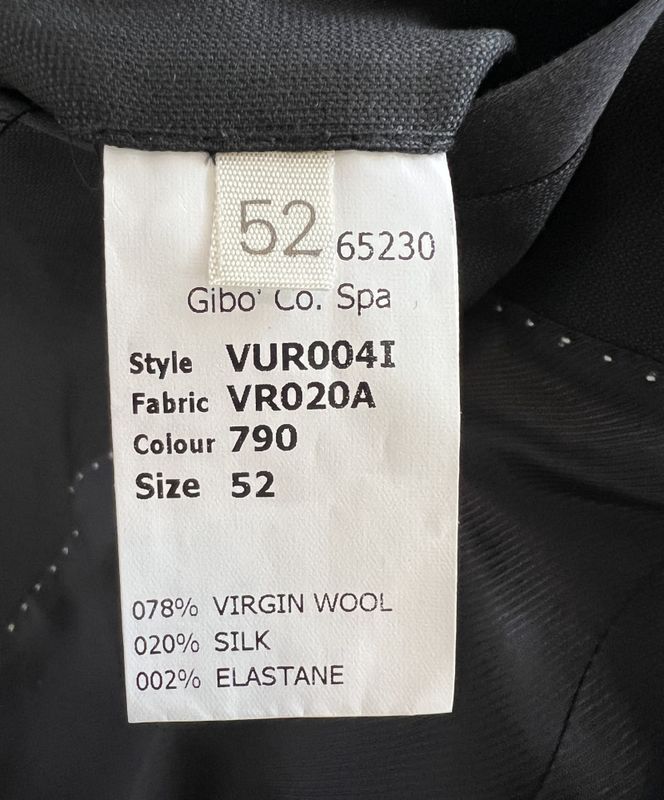 52
65230
Gibo' Co. Spa
Style VUR004I
Fabric VR020A
Colour 790
Size 52
078% VIRGIN WOOL
020% SILK
002% ELASTANE